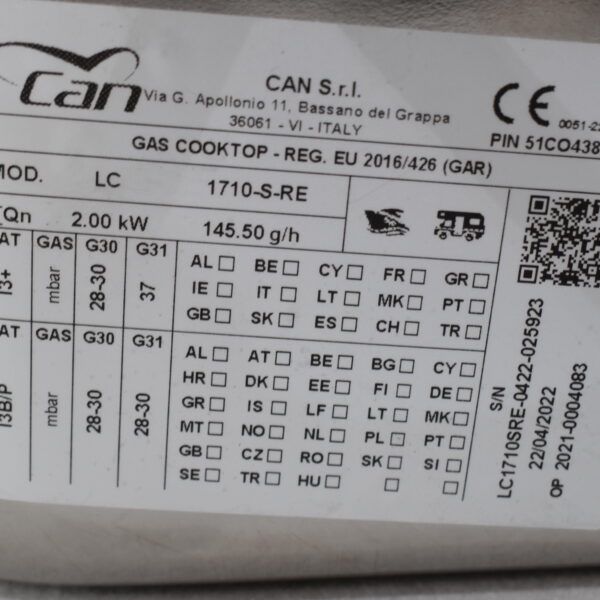 can
CAN S.r.l.
Via G. Apollonio 11, Bassano del Grappa
36061 - VI - ITALY
CE
0051-2
PIN 51CO438
GAS COOKTOP - REG. EU 2016/426 (GAR)
MOD. LC 1710-S-RE
Qn 2.00 kW 145.50 g/h
AT GAS G30 G31
I3+ mbar 28-30 37
AL □ BE □ CY □ FR □ GR □
IE □ IT □ LT □ MK □ PT □
GB □ SK □ ES □ CH □ TR □
AT GAS G30 G31
I3B/P mbar 28-30 28-30
AL □ AT □ BE □ BG □ CY □
HR □ DK □ EE □ FI □ DE □
GR □ IS □ LF □ LT □ MK □
MT □ NO □ NL □ PL □ PT □
GB □ CZ □ RO □ SK □ SI □
SE □ TR □ HU □ □ □
S/N
LC1710SRE-0422-025923
22/04/2022
OP 2021-0004083